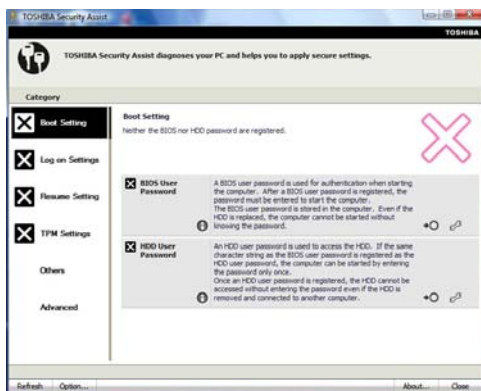 TOSHIBA Security Assist
TOSHIBA
TOSHIBA Security Assist diagnoses your PC and helps you to apply secure settings.
Category
Boot Setting
Log on Settings
Resume Setting
TPM Settings
Others
Advanced
Boot Setting
Neither the BIOS nor HDD password are registered.
BIOS User
Password
A BIOS user password is used for authentication when starting
the computer. After a BIOS user password is registered, the
password must be entered to start the computer.
The BIOS user password is stored in the computer. Even if the
HDD is replaced, the computer cannot be started without
knowing the password.
HDD User
Password
An HDD user password is used to access the HDD. If the same
character string as the BIOS user password is registered as the
HDD user password, the computer can be started by entering
the password only once.
Once an HDD user password is registered, the HDD cannot be
accessed without entering the password even if the HDD is
removed and connected to another computer.
Refresh Option... About... Close